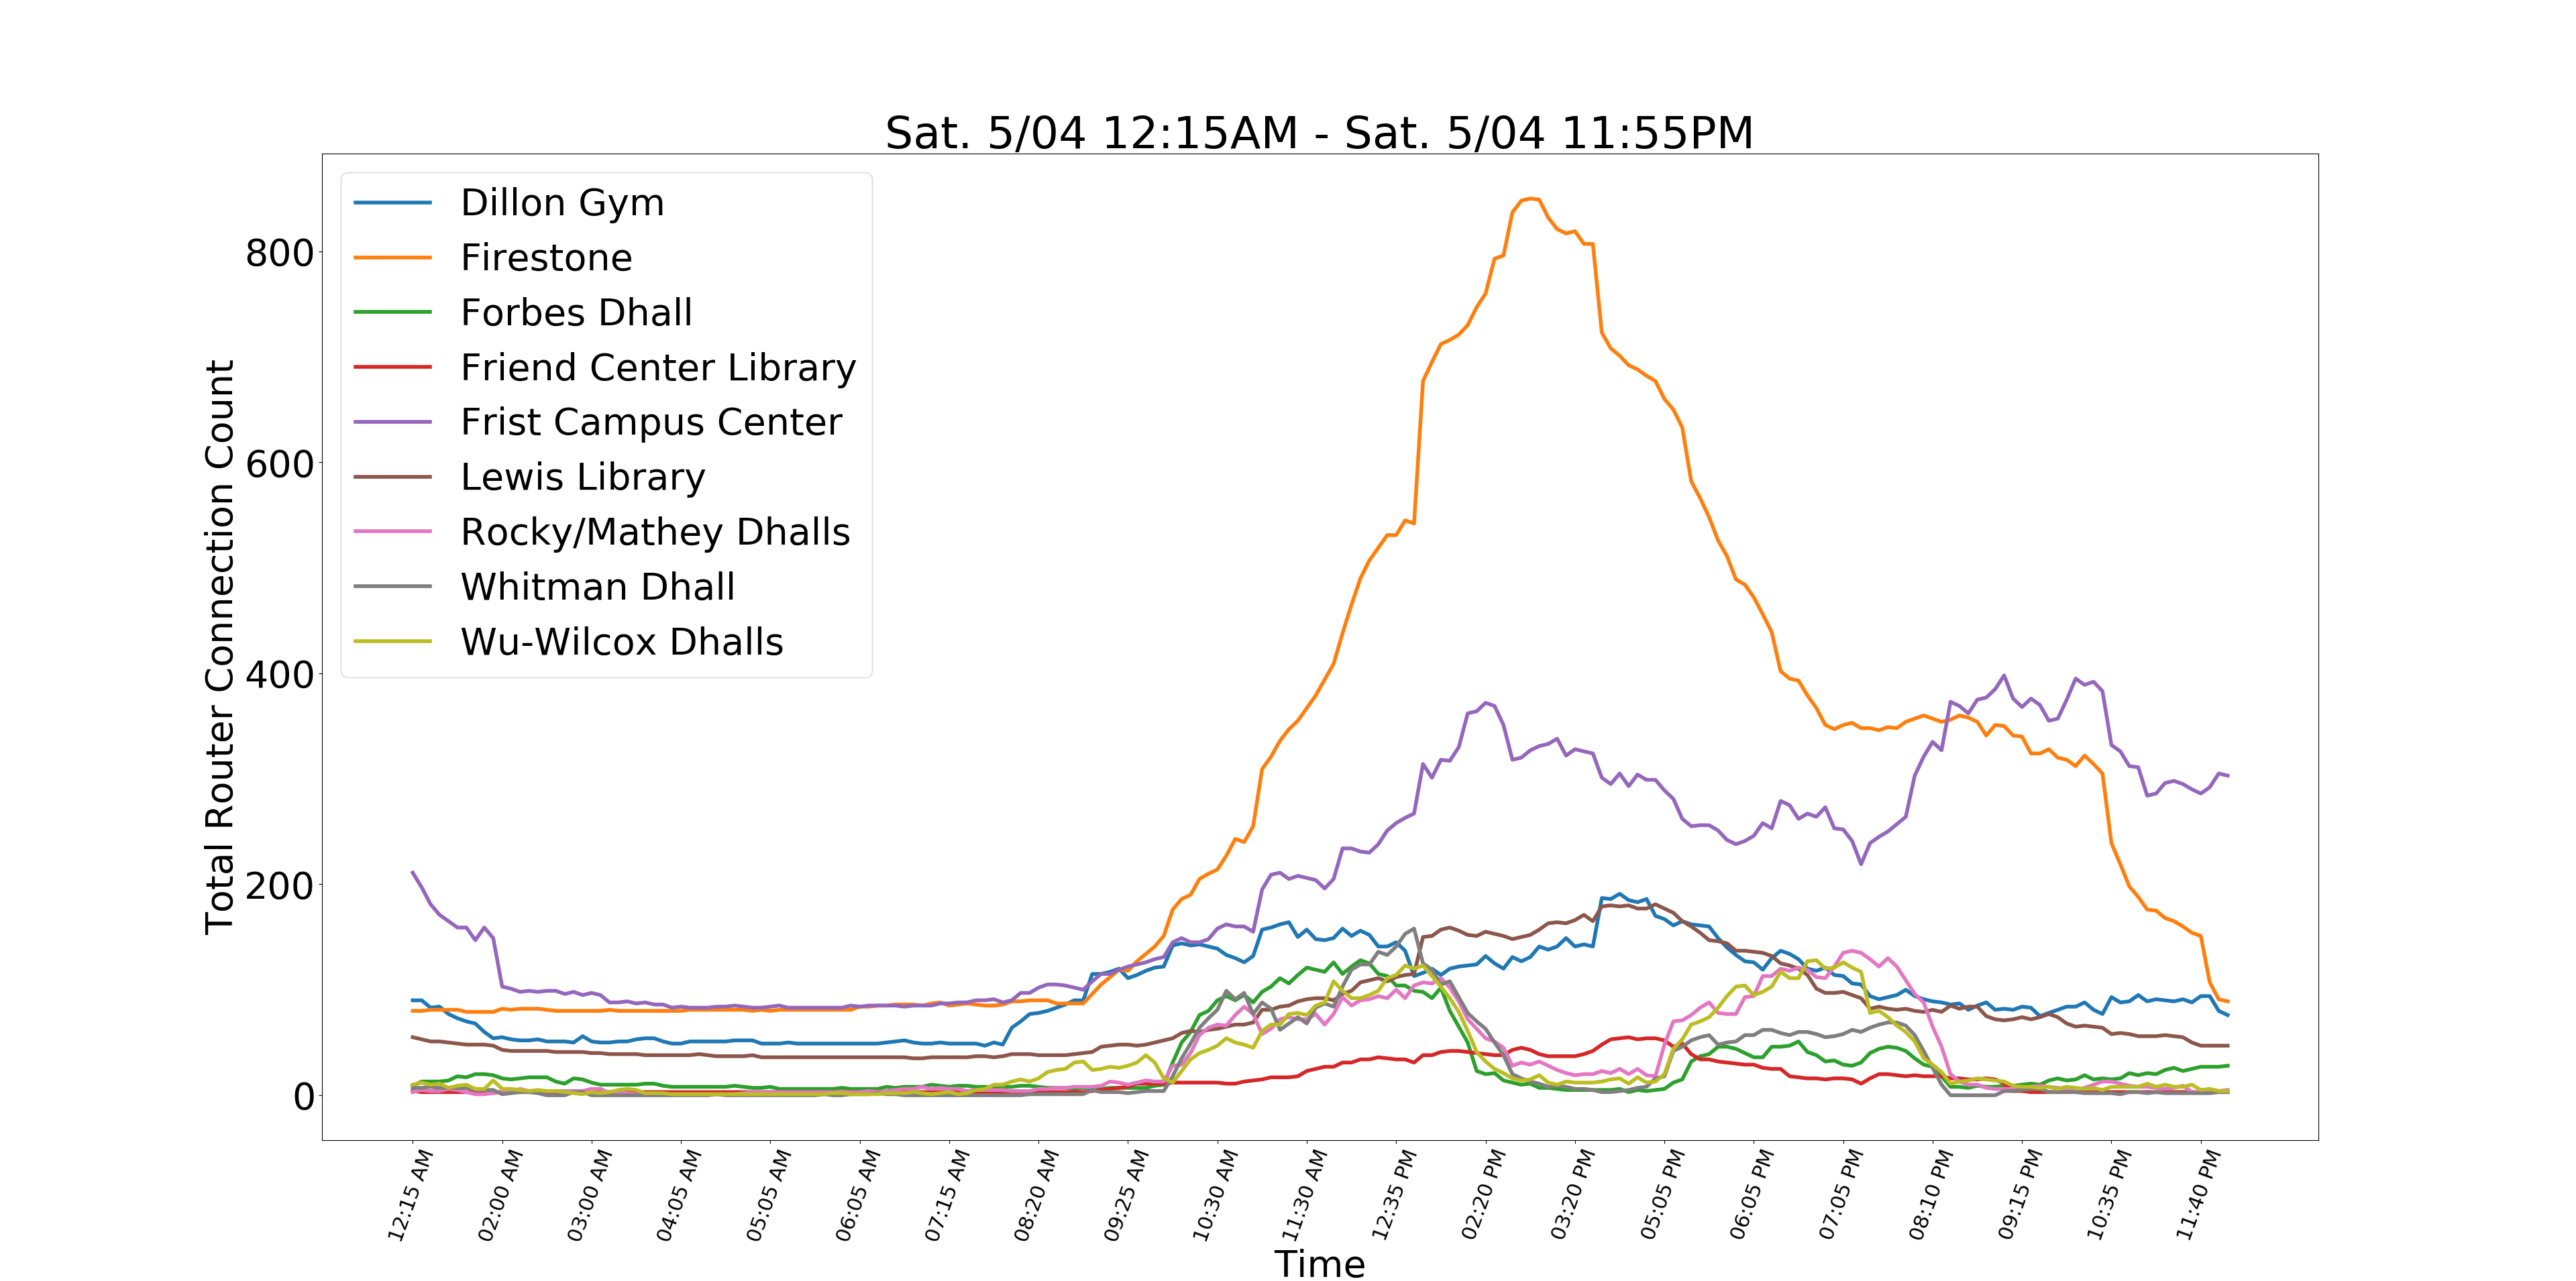 Sat. 5/04 12:15AM - Sat. 5/04 11:55PM
Dillon Gym
Firestone
Forbes Dhall
Friend Center Library
Frist Campus Center
Lewis Library
Rocky/Mathey Dhalls
Whitman Dhall
Wu-Wilcox Dhalls
Total Router Connection Count
800
600
400
200
0
12:15 AM
02:00 AM
03:00 AM
04:05 AM
05:05 AM
06:05 AM
07:15 AM
08:20 AM
09:25 AM
10:30 AM
11:30 AM
12:35 PM
02:20 PM
03:20 PM
05:05 PM
06:05 PM
07:05 PM
08:10 PM
09:15 PM
10:35 PM
11:40 PM
Time